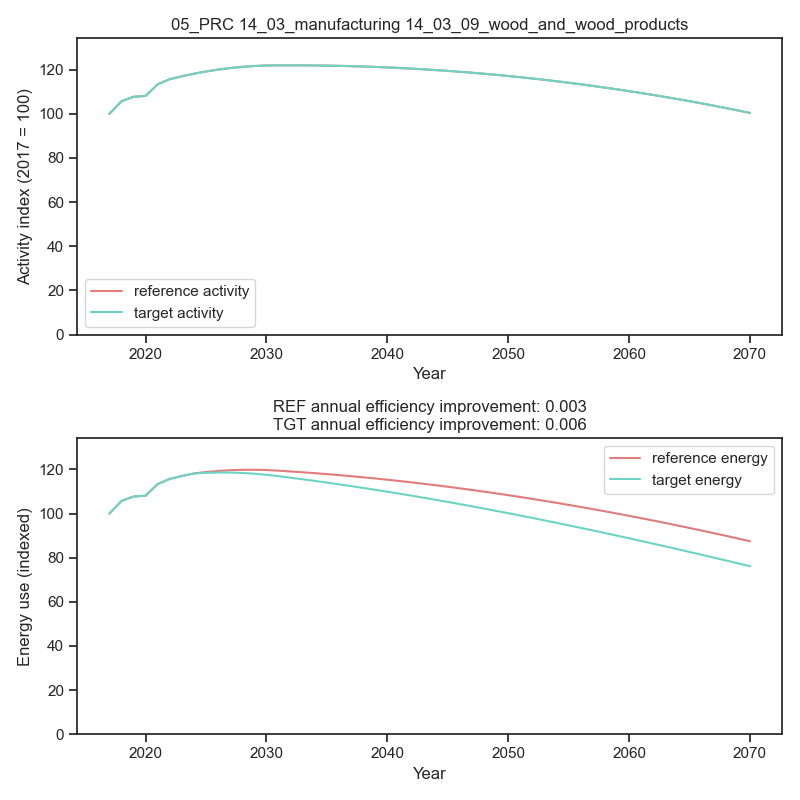 05_PRC 14_03_manufacturing 14_03_09_wood_and_wood_products
Activity index (2017 = 100)
120
100
80
60
40
20
0
reference activity
target activity
2020 2030 2040 2050 2060 2070
Year
REF annual efficiency improvement: 0.003
TGT annual efficiency improvement: 0.006
Energy use (indexed)
120
100
80
60
40
20
0
reference energy
target energy
2020 2030 2040 2050 2060 2070
Year